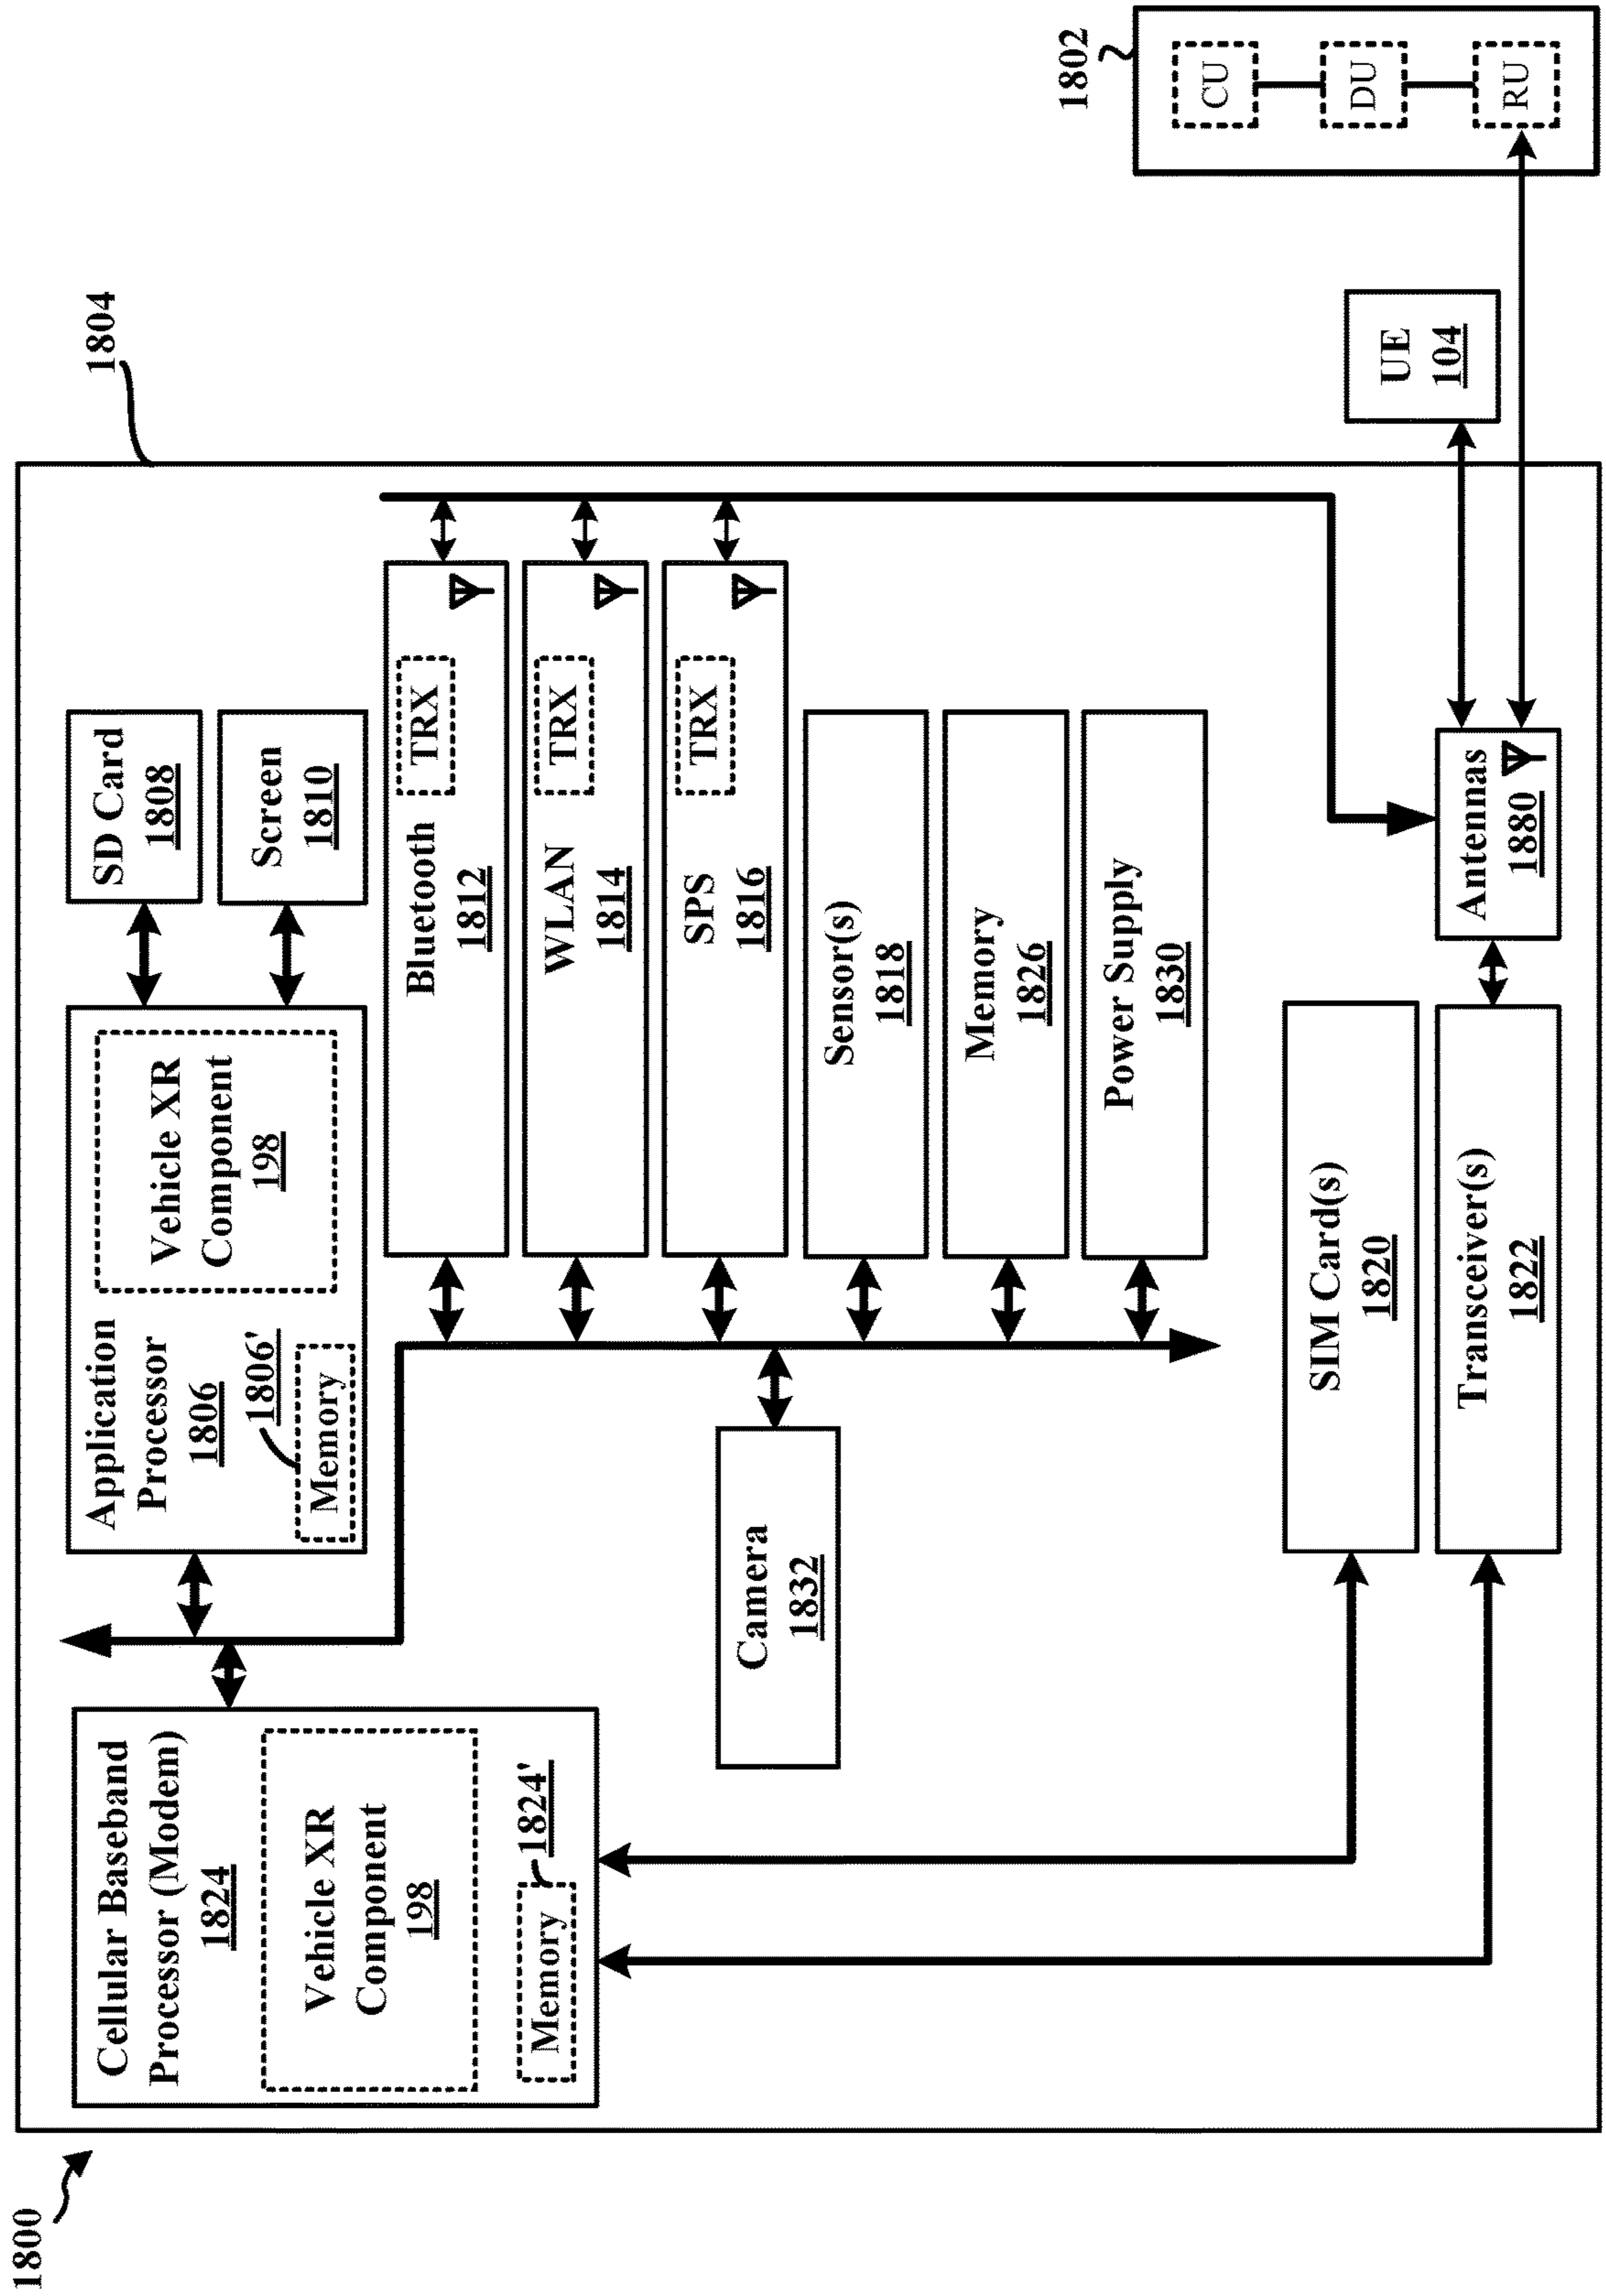 1800
1804
1802
Cellular Baseband
Processor (Modem)
1824
Vehicle XR
Component
198
Memory
1824'
Application
Processor
1806
1806'
Memory
Vehicle XR
Component
198
SD Card
1808
Screen
1810
Bluetooth
1812
TRX
WLAN
1814
TRX
SPS
1816
TRX
Camera
1832
Sensor(s)
1818
Memory
1826
Power Supply
1830
SIM Card(s)
1820
Transceiver(s)
1822
Antennas
1880
UE
104
CU
DU
RU